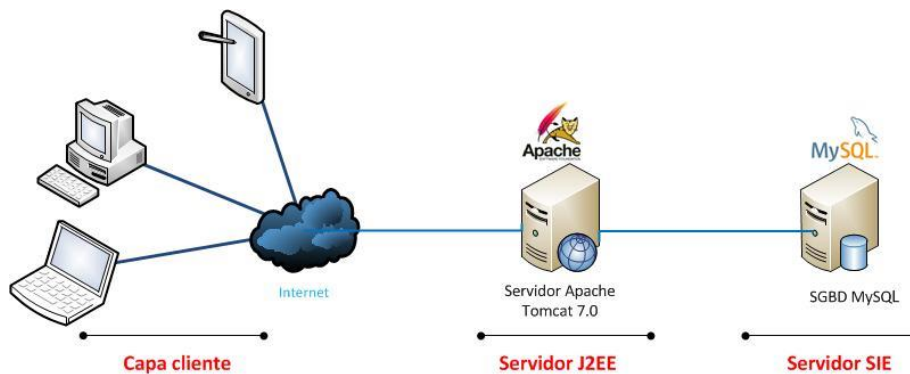 Apache
MySQL
Internet
Servidor Apache
Tomcat 7.0
SGBD MySQL
Capa cliente
Servidor J2EE
Servidor SIE